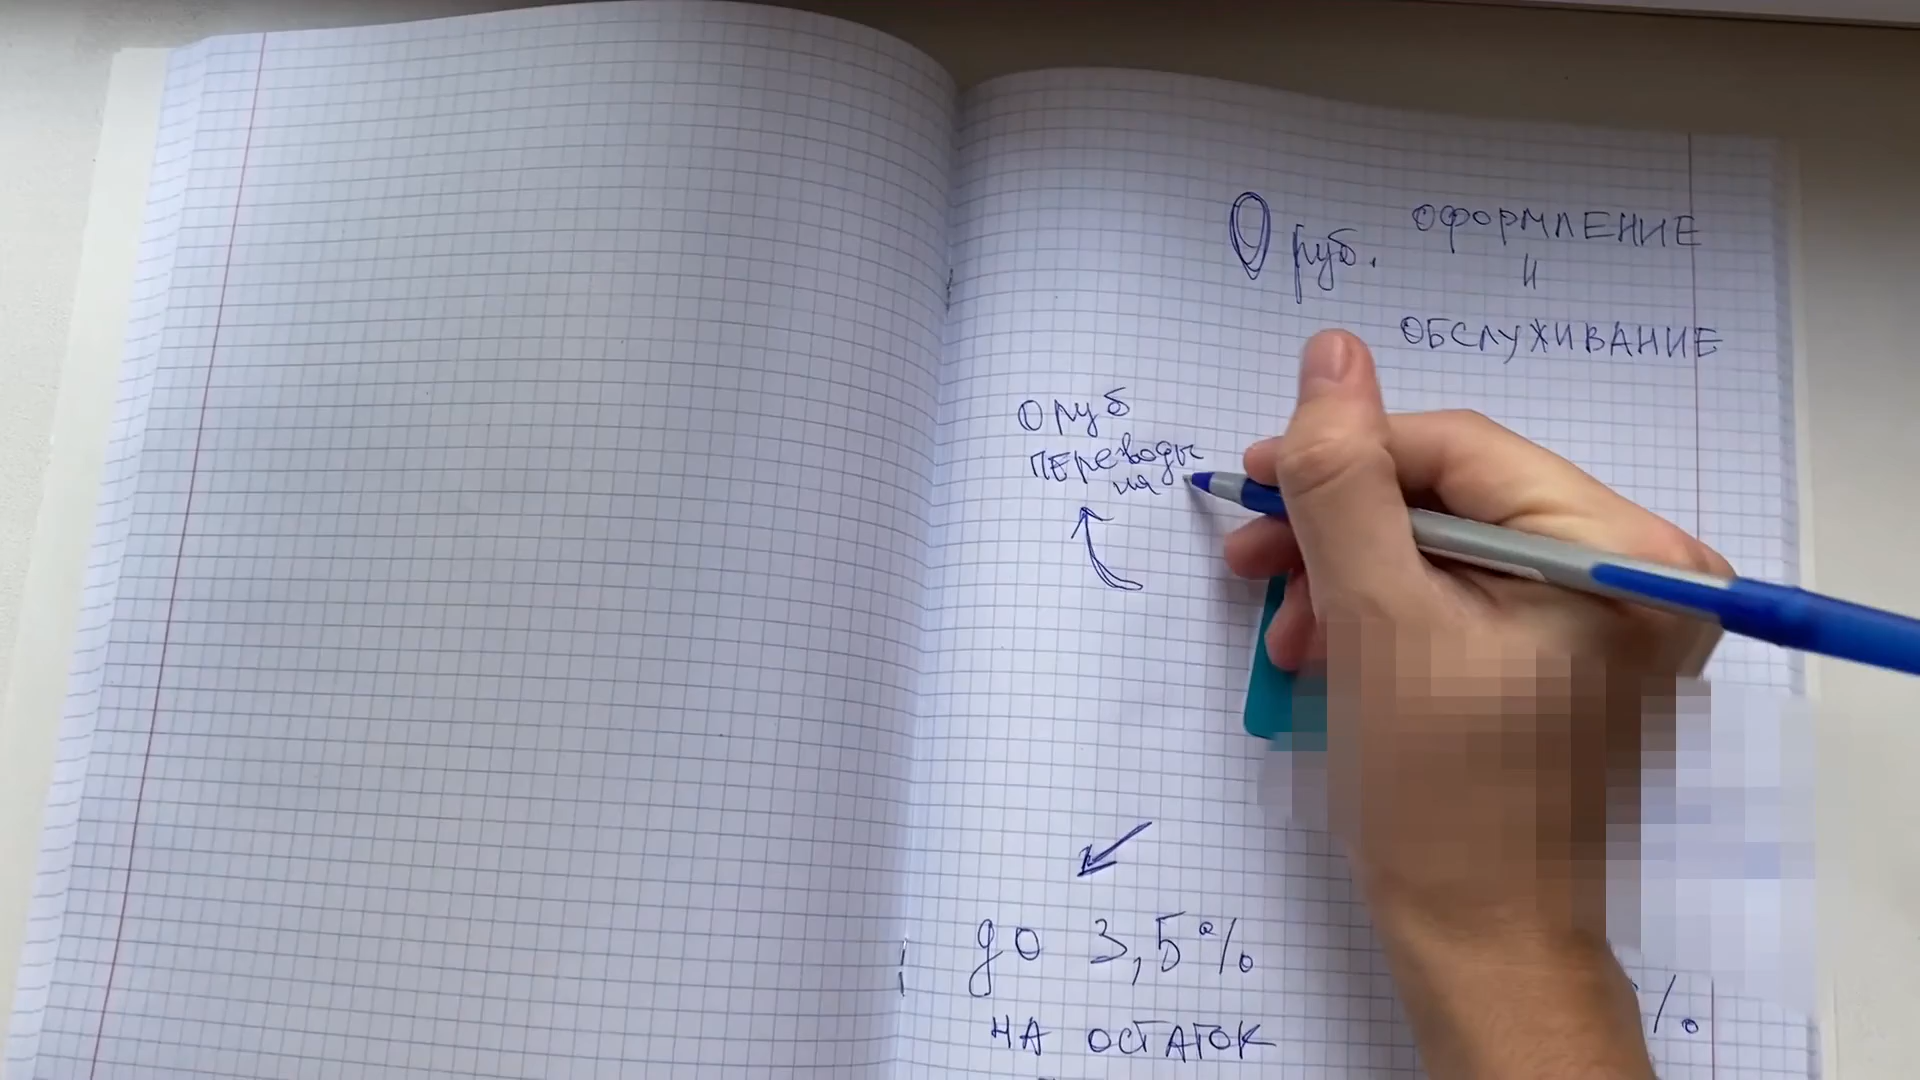 0 руб. ОФОРМЛЕНИЕ
И
ОБСЛУЖИВАНИЕ
0 руб
ПЕРеводы
на
до 3,5%
НА ОСТАТОК
%